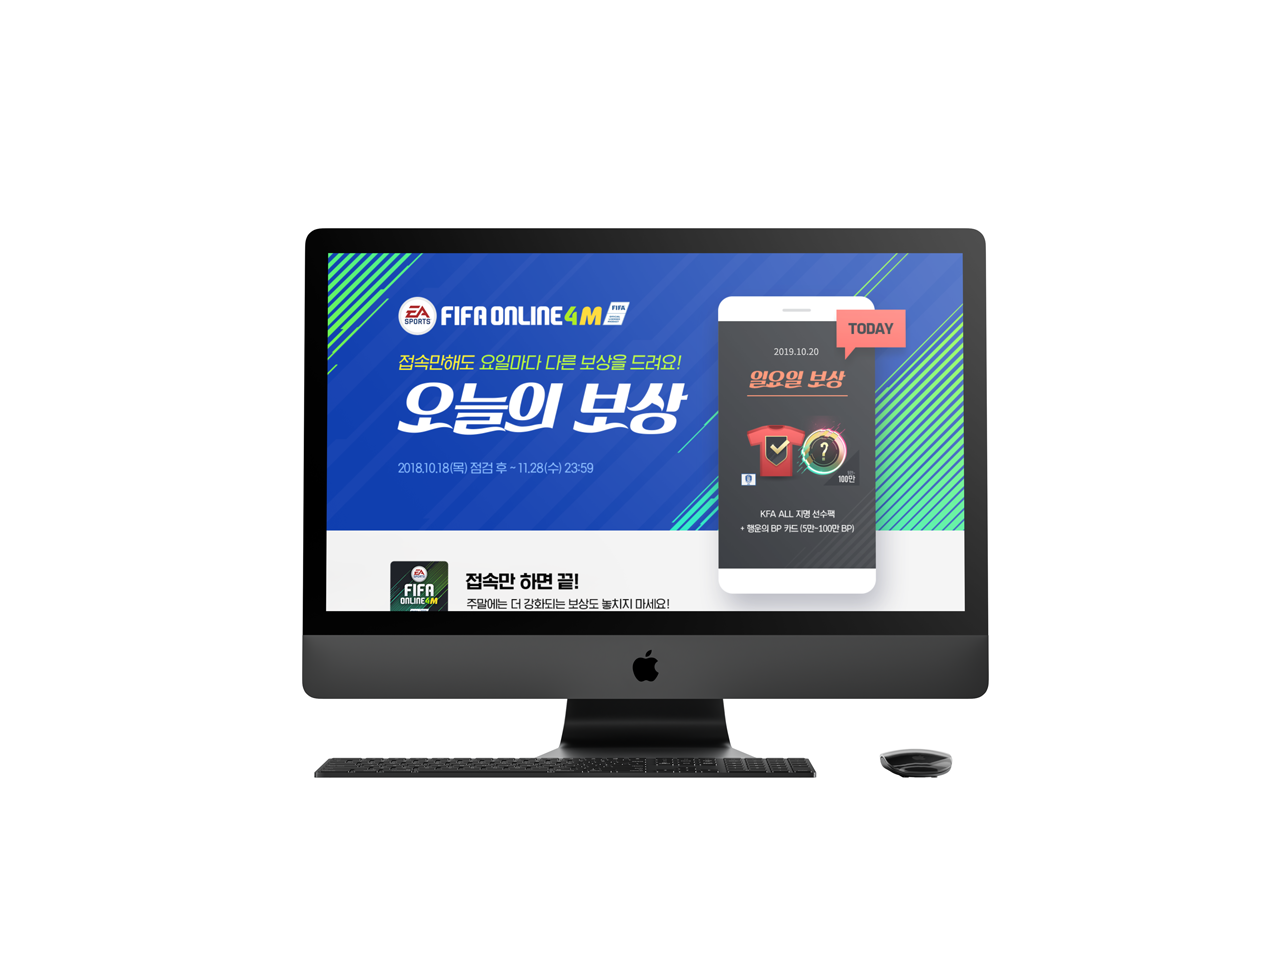 EA
SPORTS
FIFA ONLINE 4 M
FIFA
접속만해도 요일마다 다른 보상을 드려요!
오늘의 보상
2018.10.18(목) 점검 후 ~ 11.28(수) 23:59
TODAY
2019.10.20
일요일 보상
?
100만
KFA ALL 지명 선수팩
+ 행운의 BP 카드 (5만~100만 BP)
EA
SPORTS
FIFA
ONLINE 4M
접속만 하면 끝!
주말에는 더 강화되는 보상도 놓치지 마세요!